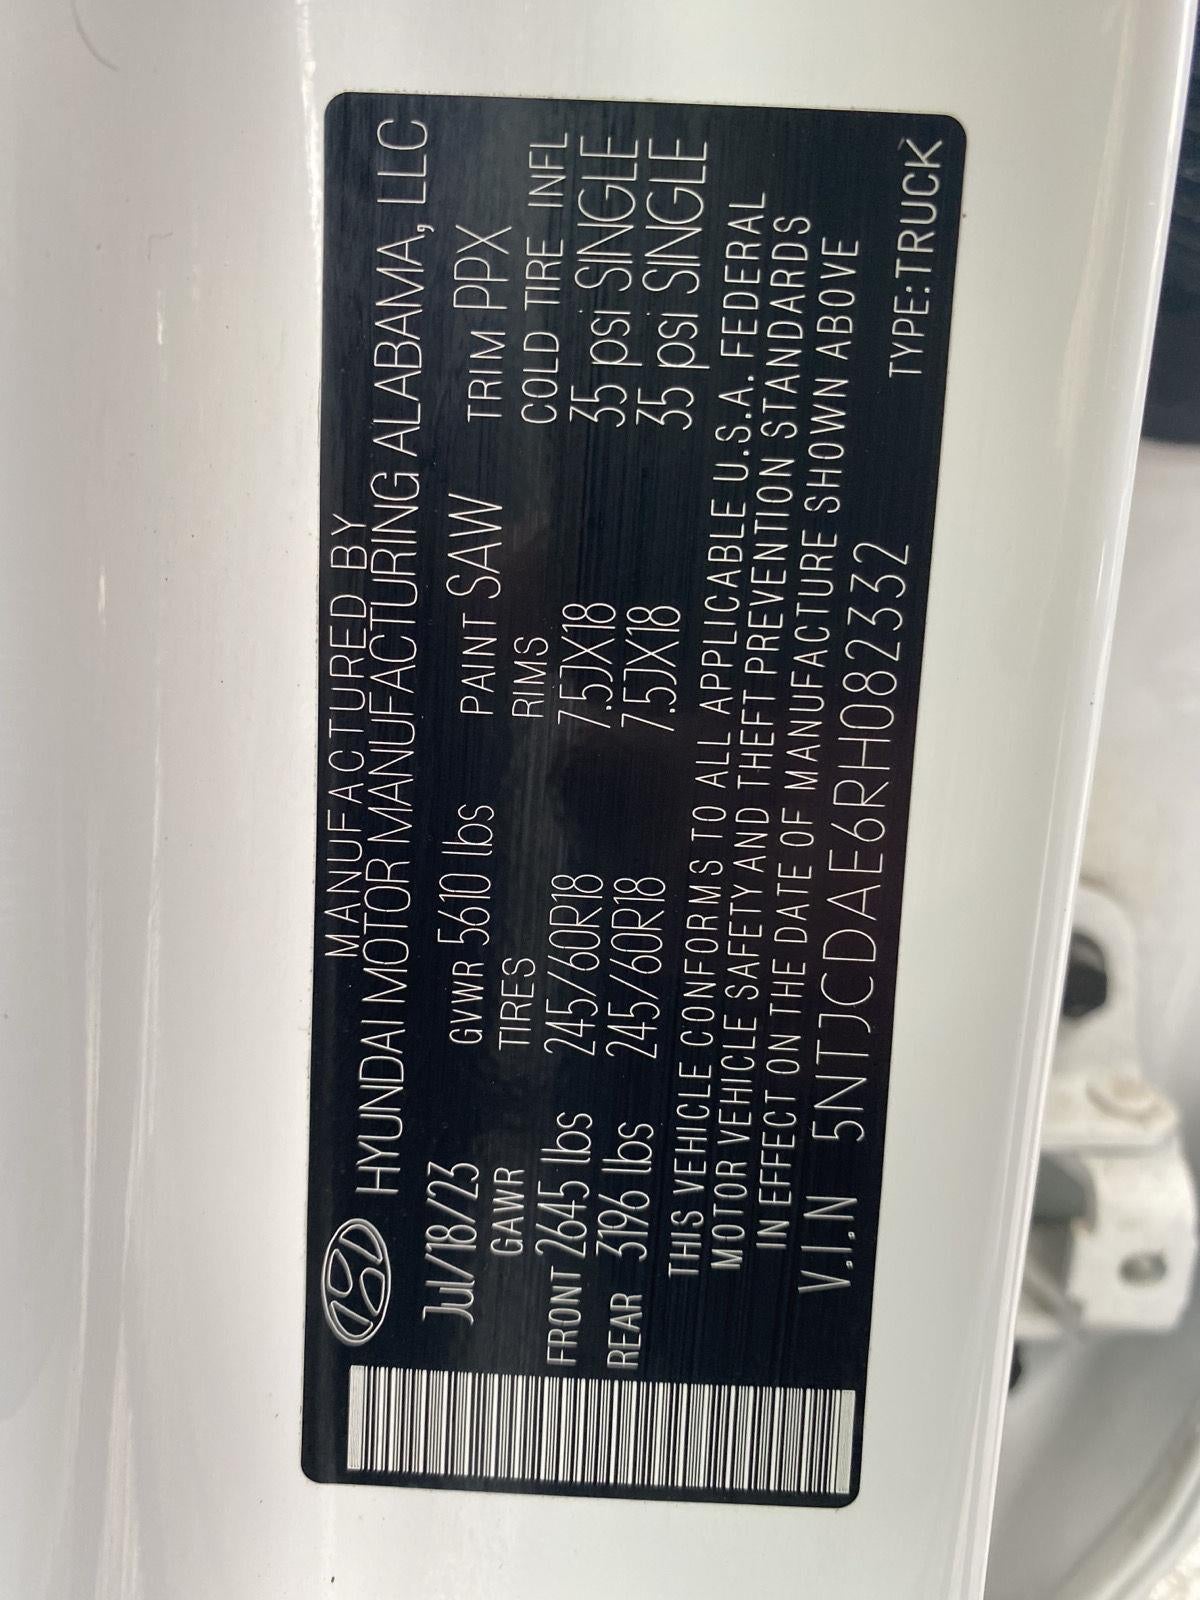 MANUFACTURED BY
HYUNDAI MOTOR MANUFACTURING ALABAMA, LLC
Jul/18/23 GVWR 5610 lbs PAINT SAW TRIM PPX
GAWR TIRES RIMS COLD TIRE INFL
FRONT 2645 lbs 245/60R18 7.5JX18 35 psi SINGLE
REAR 3196 lbs 245/60R18 7.5JX18 35 psi SINGLE
THIS VEHICLE CONFORMS TO ALL APPLICABLE U.S.A. FEDERAL
MOTOR VEHICLE SAFETY AND THEFT PREVENTION STANDARDS
IN EFFECT ON THE DATE OF MANUFACTURE SHOWN ABOVE
V.I.N 5NTJCDAE6RH082332 TYPE:TRUCK